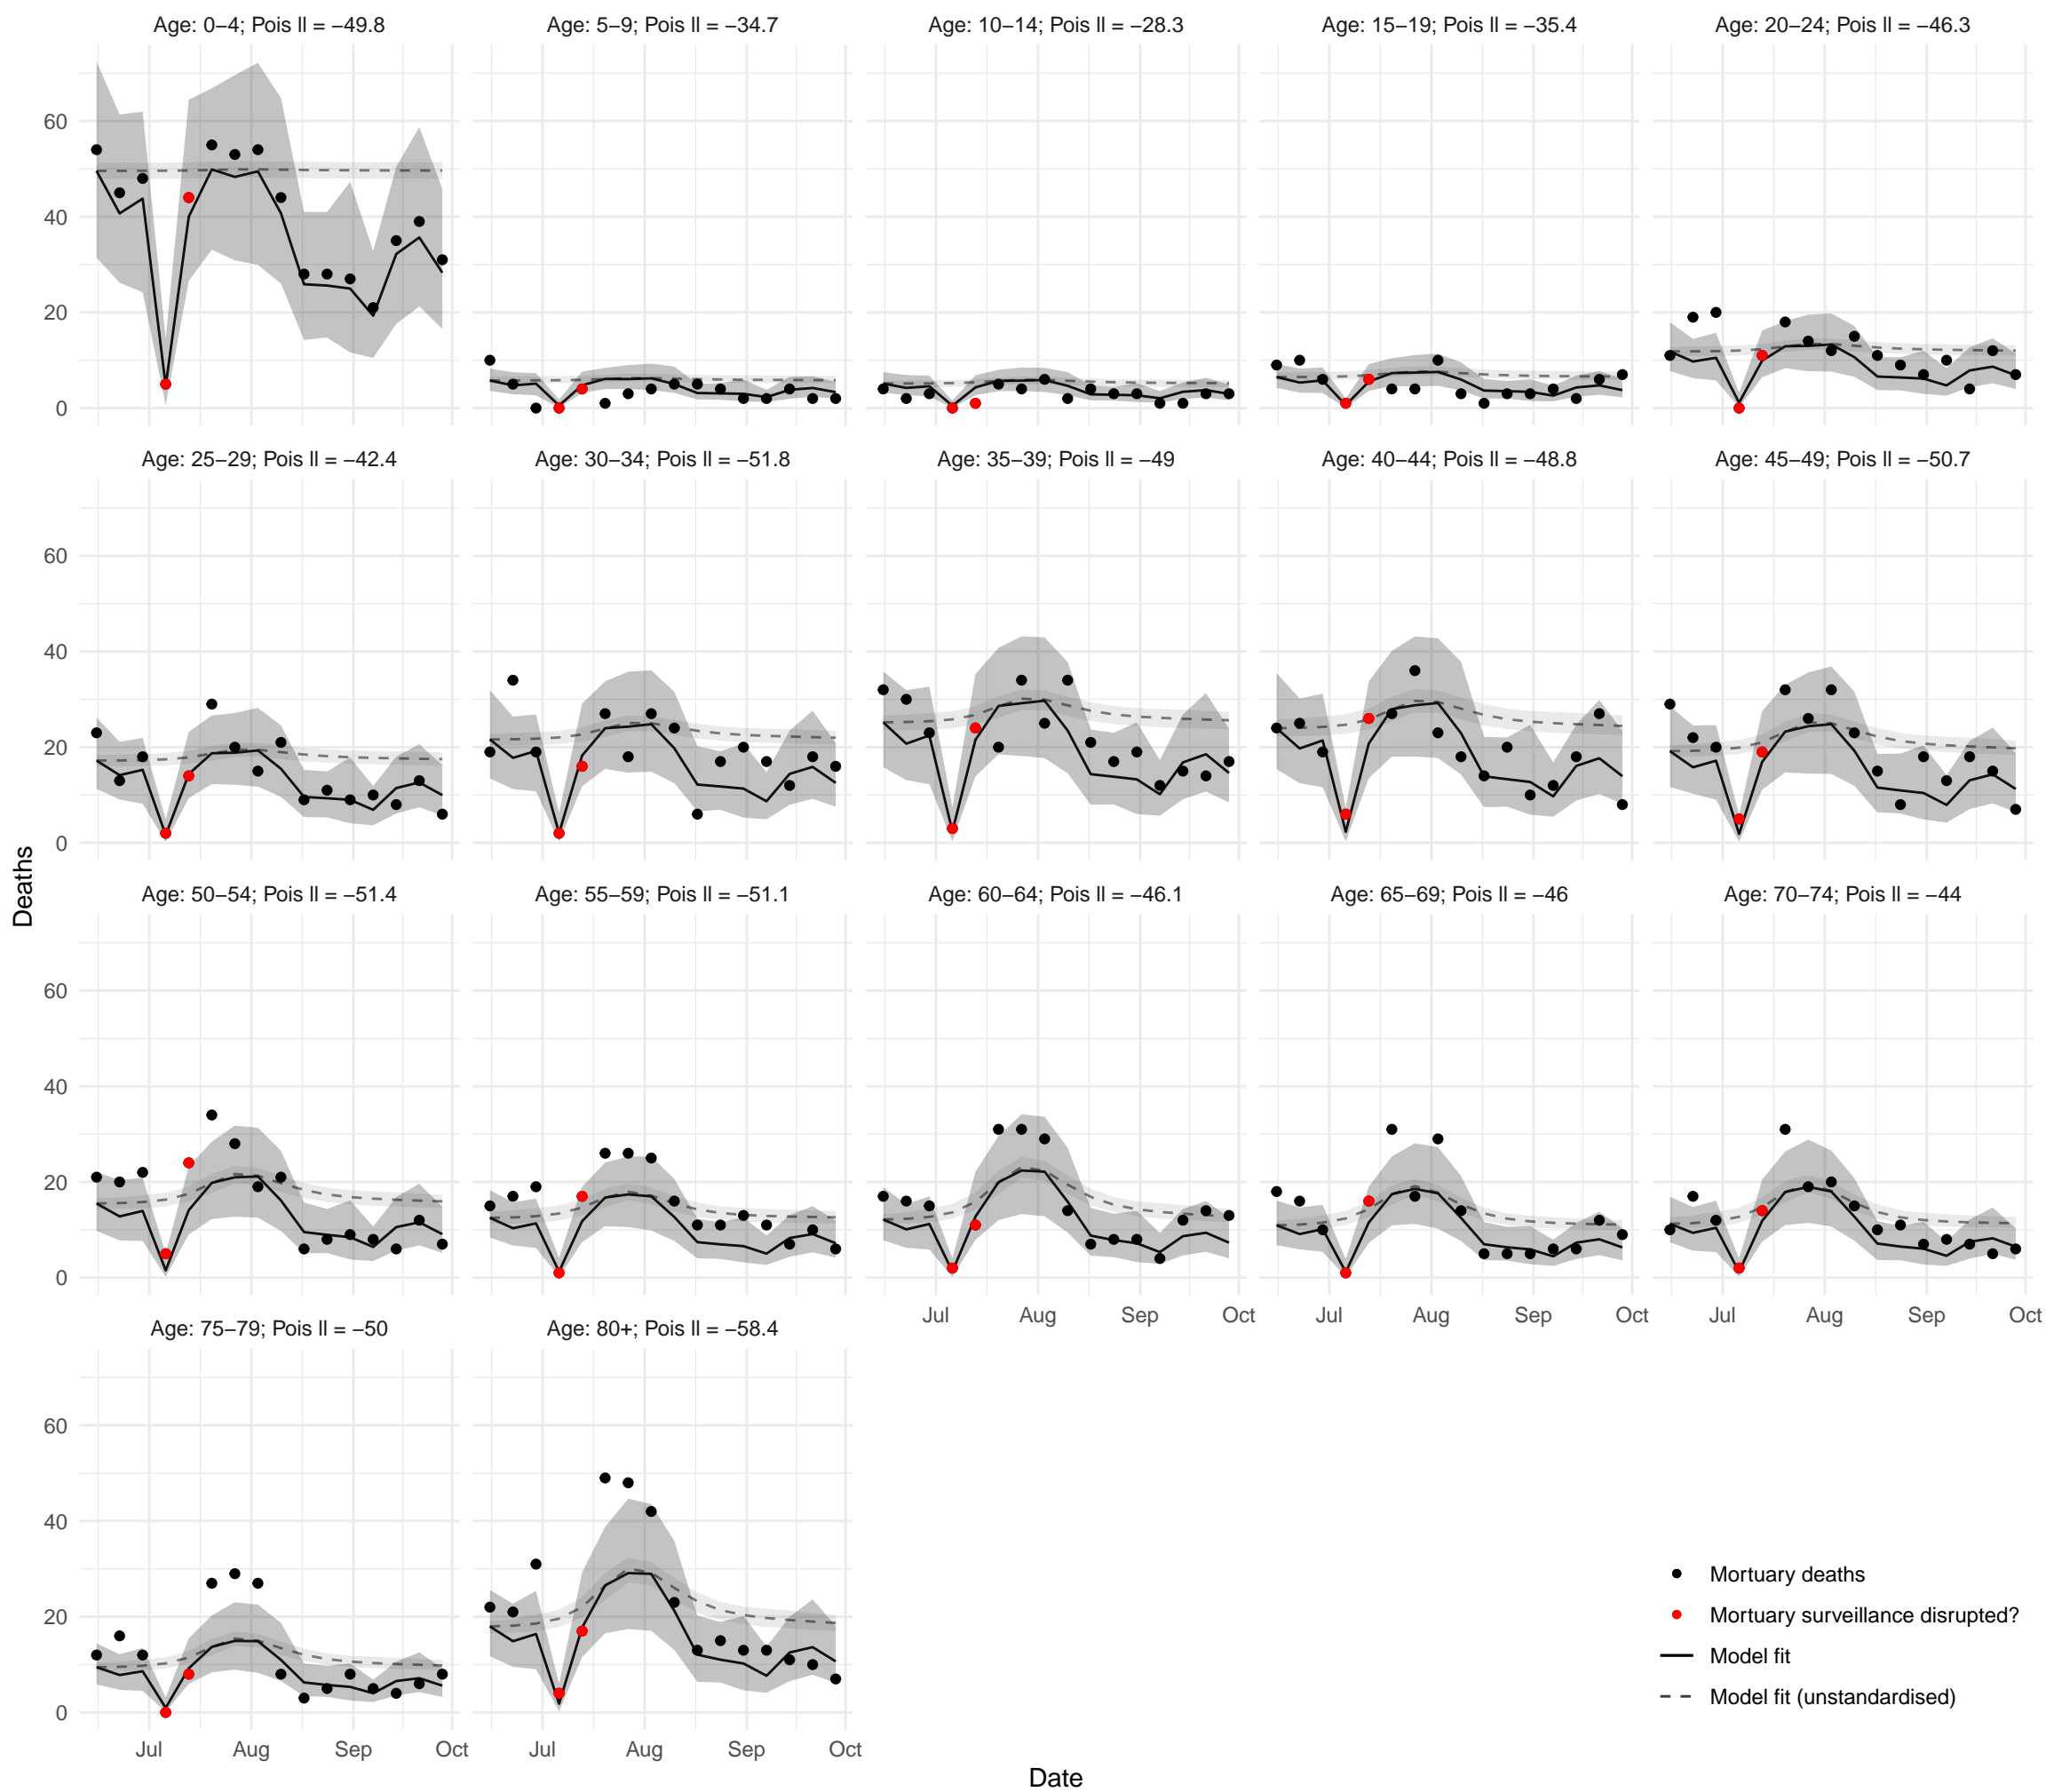 Age: 0−4; Pois ll = −49.8
Age: 5−9; Pois ll = −34.7
Age: 10−14; Pois ll = −28.3
Age: 15−19; Pois ll = −35.4
Age: 20−24; Pois ll = −46.3
60
40
20
0
Age: 25−29; Pois ll = −42.4
Age: 30−34; Pois ll = −51.8
Age: 35−39; Pois ll = −49
Age: 40−44; Pois ll = −48.8
Age: 45−49; Pois ll = −50.7
60
40
20
0
Deaths
Age: 50−54; Pois ll = −51.4
Age: 55−59; Pois ll = −51.1
Age: 60−64; Pois ll = −46.1
Age: 65−69; Pois ll = −46
Age: 70−74; Pois ll = −44
60
40
20
0
Jul Aug Sep Oct
Jul Aug Sep Oct
Jul Aug Sep Oct
Age: 75−79; Pois ll = −50
Age: 80+; Pois ll = −58.4
60
40
20
0
Jul Aug Sep Oct
Jul Aug Sep Oct
Mortuary deaths
Mortuary surveillance disrupted?
Model fit
Model fit (unstandardised)
Date